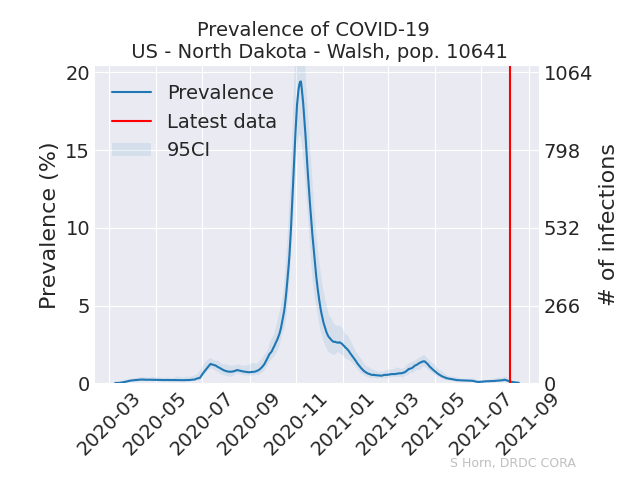 Prevalence of COVID-19
US - North Dakota - Walsh, pop. 10641
Prevalence
Latest data
95CI
Prevalence (%)
20
15
10
5
0
# of infections
1064
798
532
266
0
2020-03
2020-05
2020-07
2020-09
2020-11
2021-01
2021-03
2021-05
2021-07
2021-09
S Horn, DRDC CORA